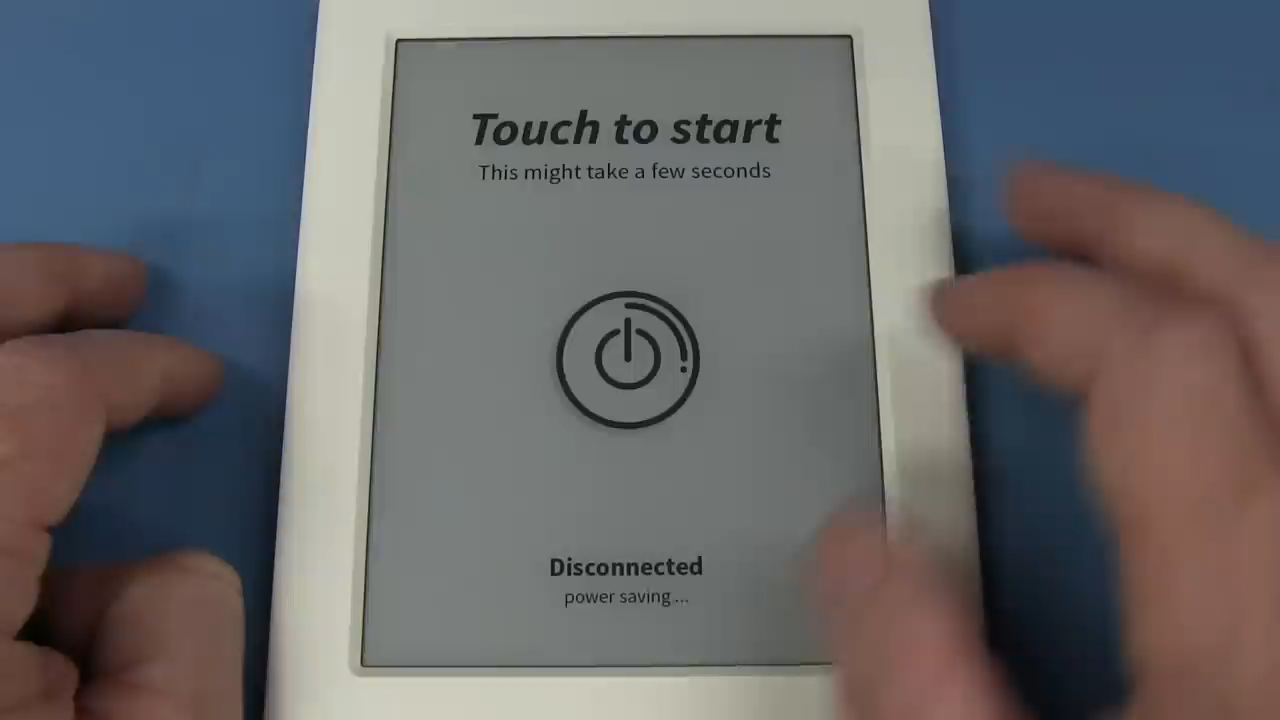 Touch to start
This might take a few seconds
Disconnected
power saving ...